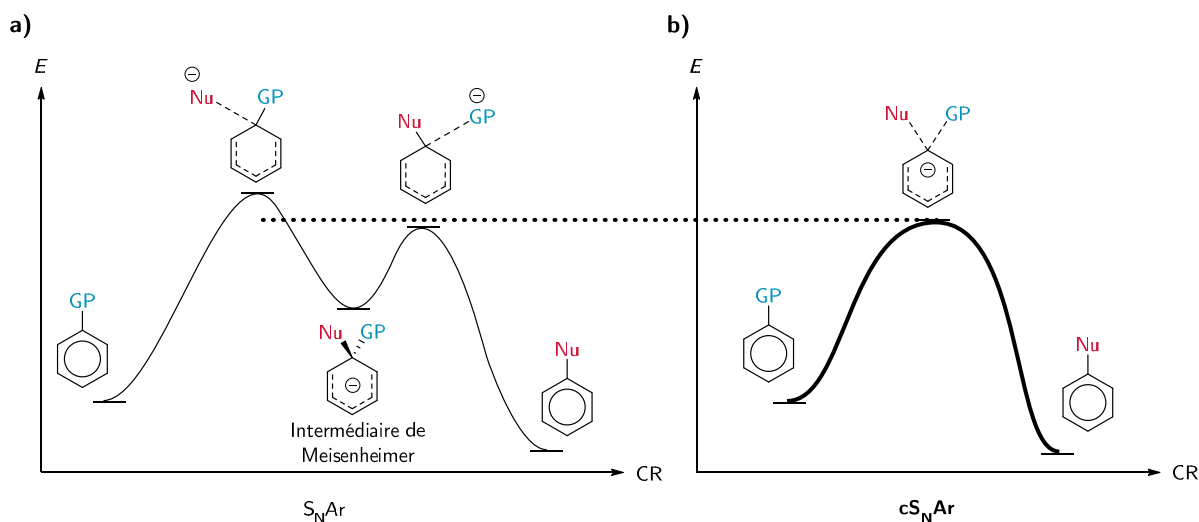 a)
E
⊖
Nu
GP
Nu
⊖
GP
GP
Nu
GP
⊖
Intermédiaire de
Meisenheimer
Nu
CR
SNAr
b)
E
Nu
GP
⊖
GP
Nu
CR
cSNAr